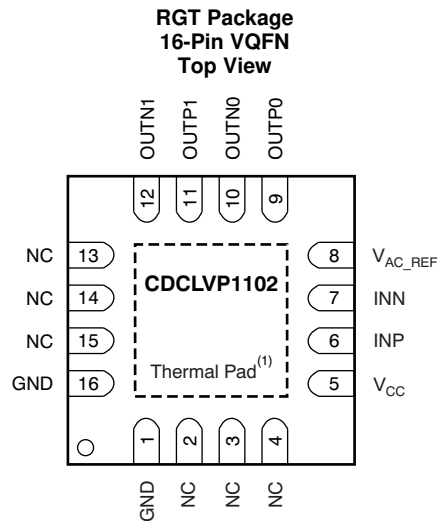 RGT Package
16-Pin VQFN
Top View
OUTN1 OUTP1 OUTN0 OUTP0
12 11 10 9
NC 13
NC 14
NC 15
GND 16
CDCLVP1102
Thermal Pad(1)
8 VAC_REF
7 INN
6 INP
5 VCC
1 2 3 4
GND NC NC NC